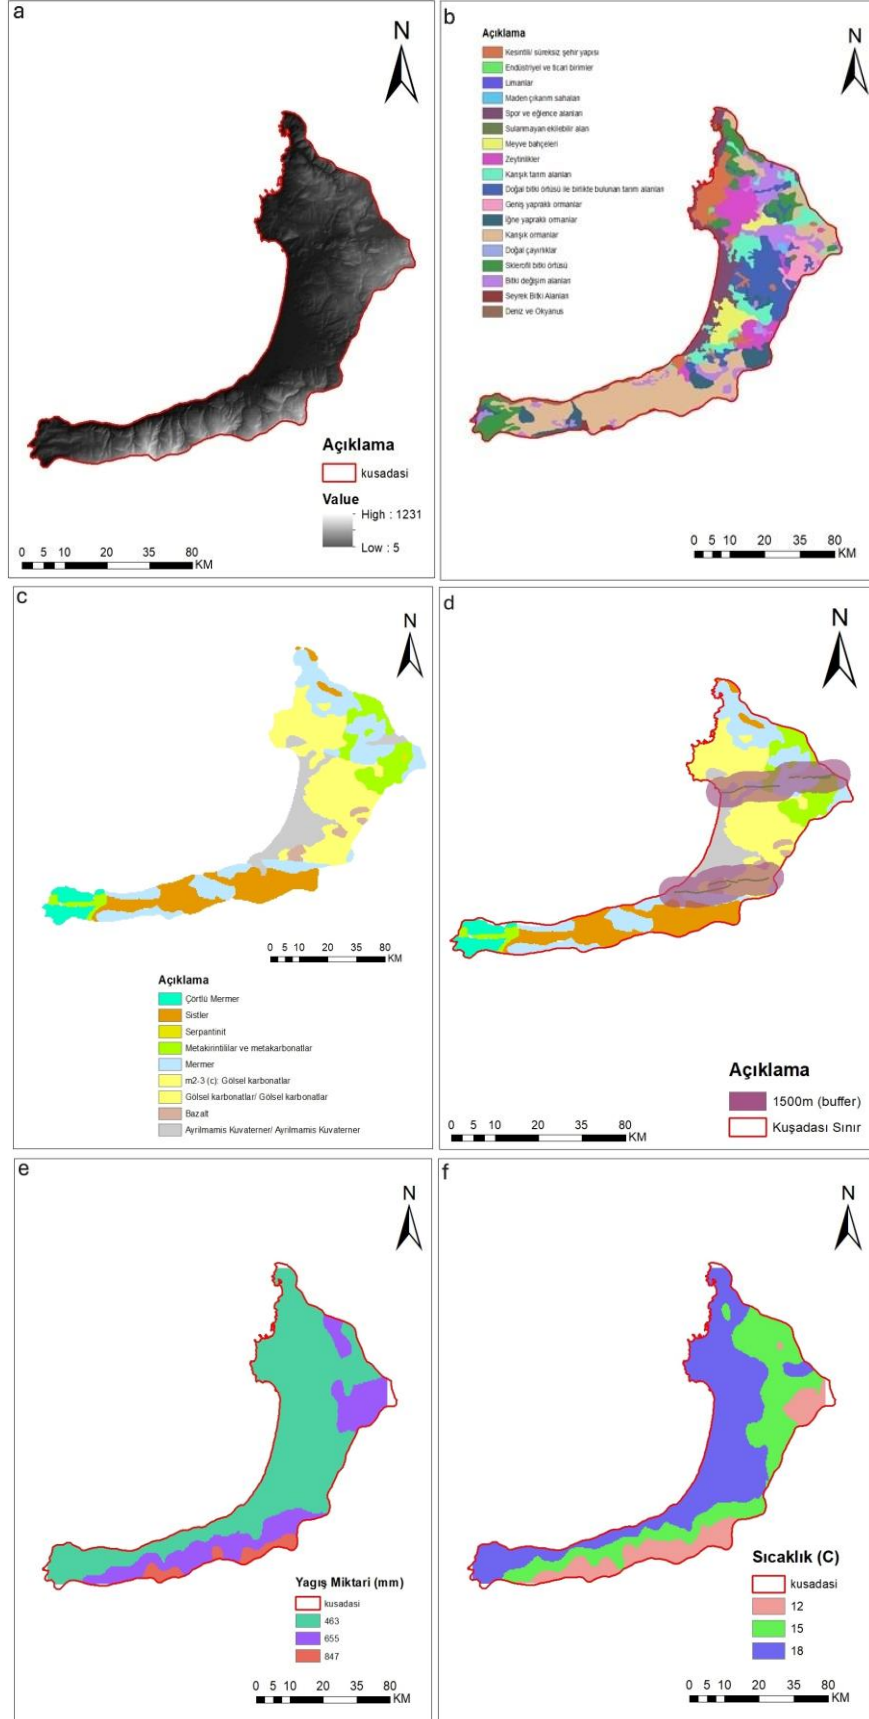 a
N
Açıklama
kusadasi
Value
High : 1231
Low : 5
0 5 10 20 35 80
KM
b
N
Açıklama
Kesintili/ süreksiz şehir yapısı
Endüstriyel ve ticari birimler
Limanlar
Maden çıkarım sahaları
Spor ve eğlence alanları
Sulanmayan ekilebilir alan
Meyve bahçeleri
Zeytinlikler
Karışık tarım alanları
Doğal bitki örtüsü ile birlikte bulunan tarım alanları
Geniş yapraklı ormanlar
İğne yapraklı ormanlar
Karışık ormanlar
Doğal çayırlıklar
Sklerofil bitki örtüsü
Bitki değişim alanları
Seyrek Bitki Alanları
Deniz ve Okyanus
0 5 10 20 35 80
KM
c
N
0 5 10 20 35 80
KM
Açıklama
Çörtlü Mermer
Sistler
Serpantinit
Metakirintililar ve metakarbonatlar
Mermer
m2-3 (c): Gölsel karbonatlar
Gölsel karbonatlar/ Gölsel karbonatlar
Bazalt
Ayrilmamis Kuvaterner/ Ayrilmamis Kuvaterner
d
N
Açıklama
1500m (buffer)
Kuşadası Sınır
0 5 10 20 35 80
KM
e
N
Yagış Miktari (mm)
kusadasi
463
655
847
0 5 10 20 35 80
KM
f
N
Sıcaklık (C)
kusadasi
12
15
18
0 5 10 20 35 80
KM